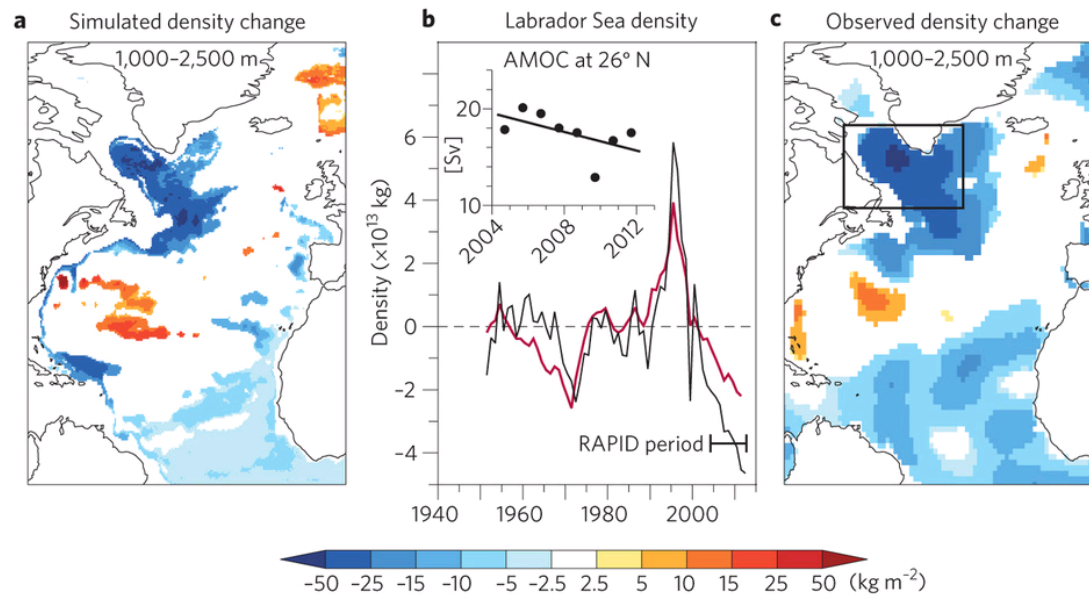 a Simulated density change
1,000–2,500 m
b Labrador Sea density
AMOC at 26° N
20
10
[Sv]
2004 2008 2012
8
6
4
2
0
−2
−4
Density (×10¹³ kg)
RAPID period
1940 1960 1980 2000
c Observed density change
1,000–2,500 m
−50 −25 −15 −10 −5 −2.5 2.5 5 10 15 25 50 (kg m⁻²)